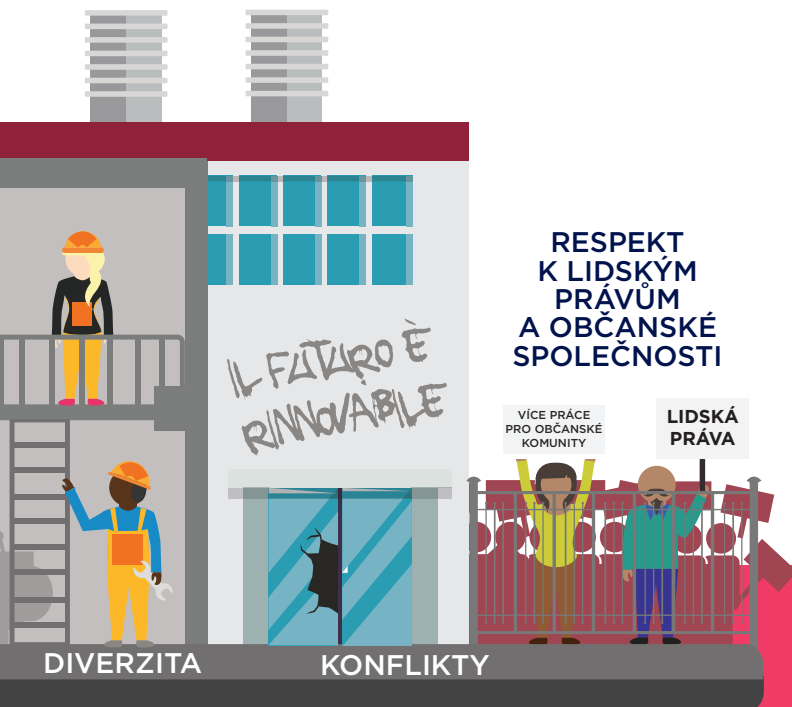 RESPEKT
K LIDSKÝM
PRÁVŮM
A OBČANSKÉ
SPOLEČNOSTI
IL FUTURO È
RINNOVABILE
VÍCE PRÁCE
PRO OBČANSKÉ
KOMUNITY
LIDSKÁ
PRÁVA
DIVERZITA
KONFLIKTY